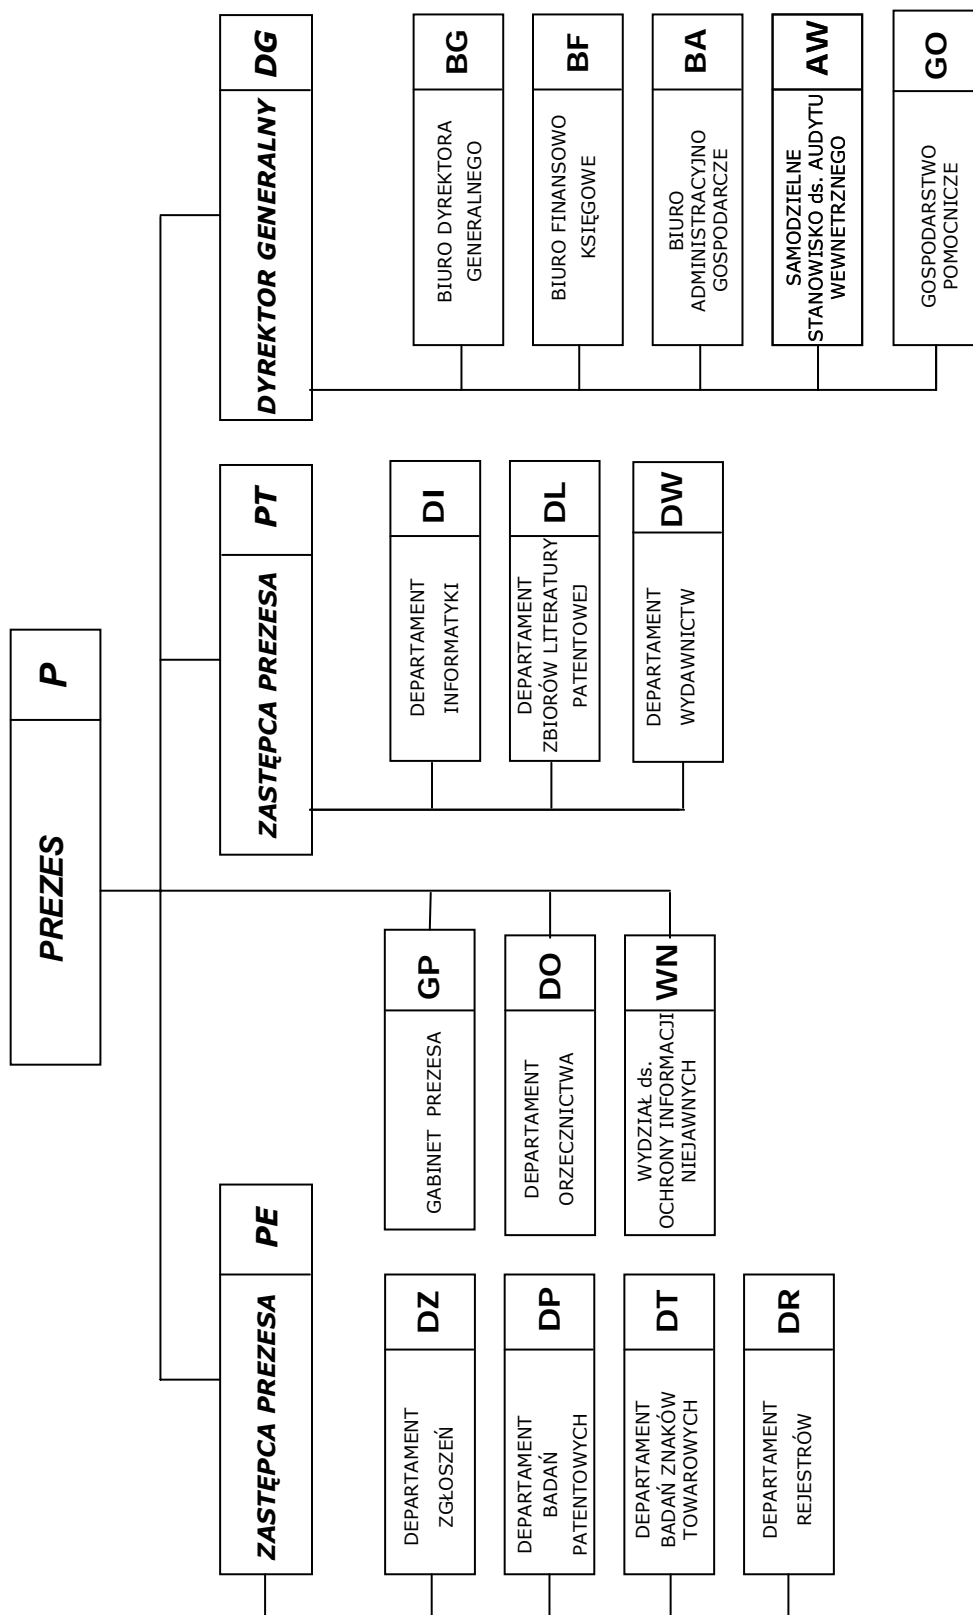 PREZES
P
ZASTĘPCA PREZESA
PE
DEPARTAMENT
ZGŁOSZEŃ
DZ
DEPARTAMENT
BADAŃ
PATENTOWYCH
DP
DEPARTAMENT
BADAŃ ZNAKÓW
TOWAROWYCH
DT
DEPARTAMENT
REJESTRÓW
DR
GABINET PREZESA
GP
DEPARTAMENT
ORZECZNICTWA
DO
WYDZIAŁ ds.
OCHRONY INFORMACJI
NIEJAWNYCH
WN
ZASTĘPCA PREZESA
PT
DEPARTAMENT
INFORMATYKI
DI
DEPARTAMENT
ZBIORÓW LITERATURY
PATENTOWEJ
DL
DEPARTAMENT
WYDAWNICTW
DW
DYREKTOR GENERALNY
DG
BIURO DYREKTORA
GENERALNEGO
BG
BIURO FINANSOWO
KSIĘGOWE
BF
BIURO
ADMINISTRACYJNO
GOSPODARCZE
BA
SAMODZIELNE
STANOWISKO ds. AUDYTU
WEWNETRZNEGO
AW
GOSPODARSTWO
POMOCNICZE
GO